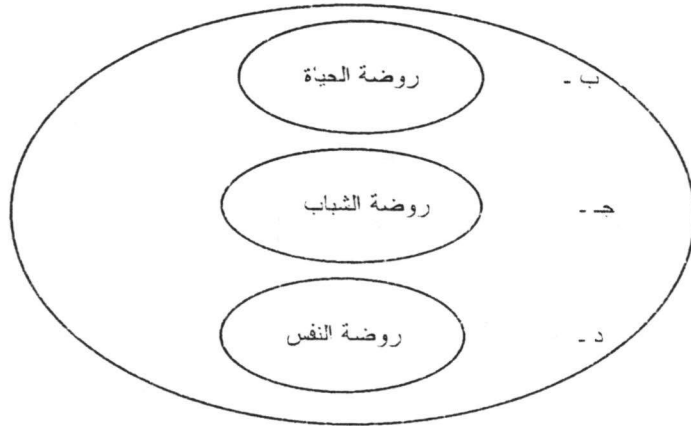 ب - روضة الحياة
جـ - روضة الشباب
د - روضة النفس